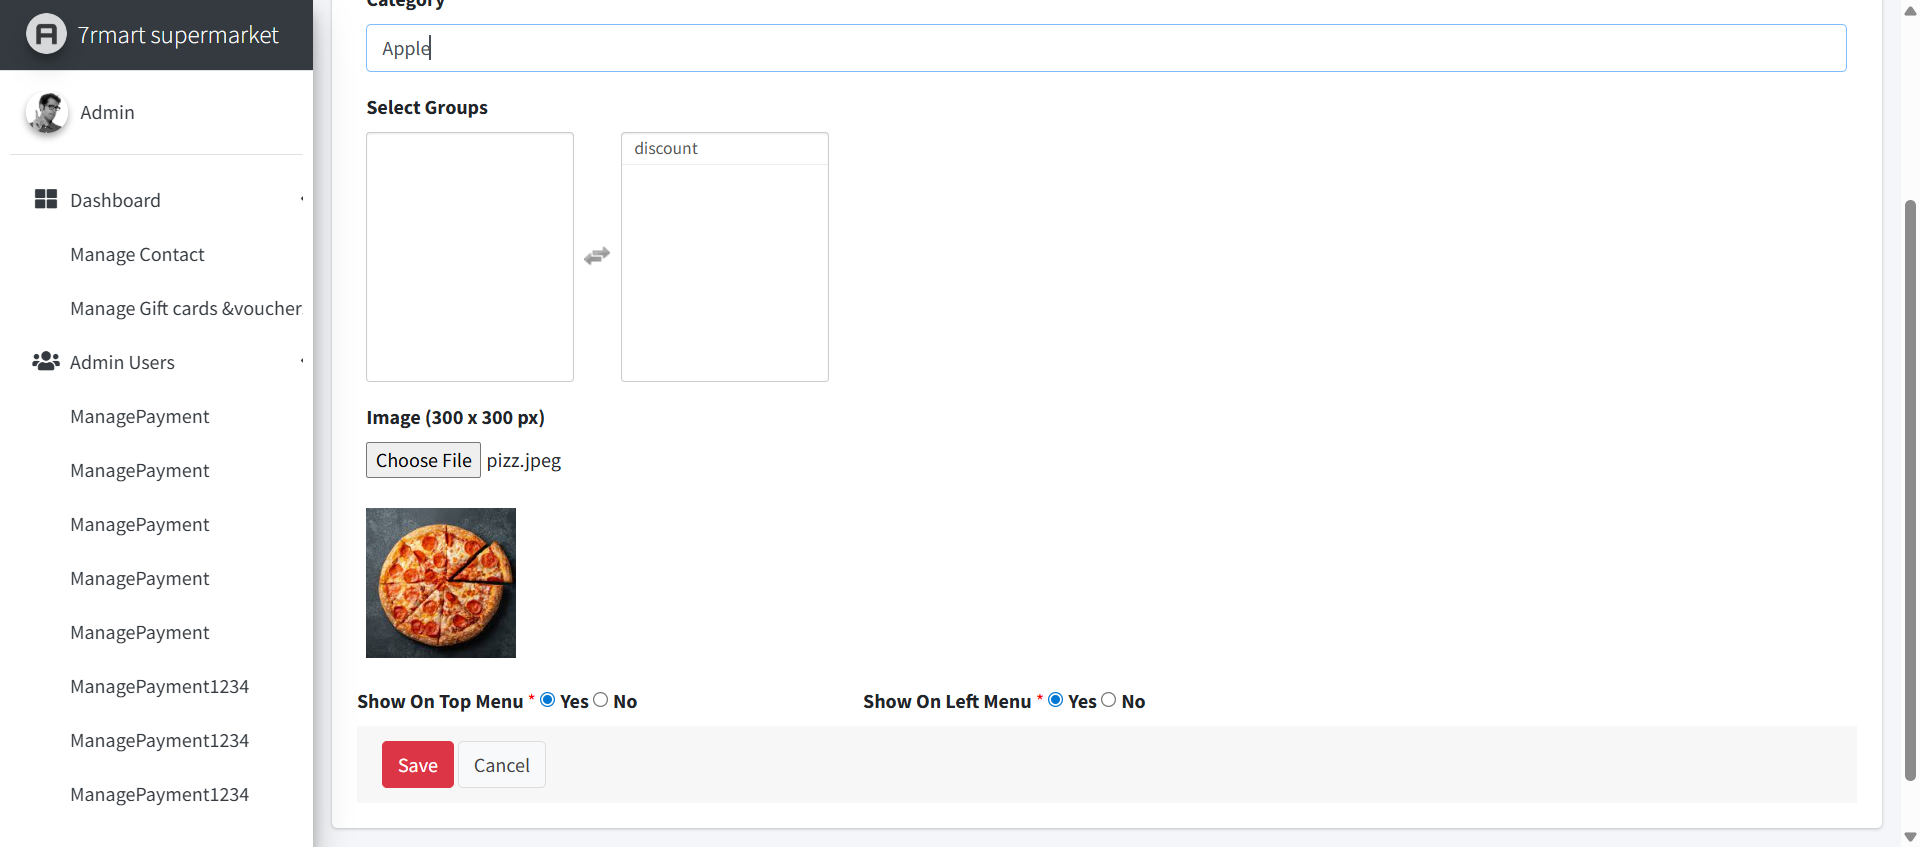 7rmart supermarket
Admin
Dashboard
Manage Contact
Manage Gift cards &voucher
Admin Users
ManagePayment
ManagePayment
ManagePayment
ManagePayment
ManagePayment
ManagePayment1234
ManagePayment1234
ManagePayment1234
Category
Apple
Select Groups
discount
Image (300 x 300 px)
Choose File pizz.jpeg
Show On Top Menu * Yes No
Show On Left Menu * Yes No
Save Cancel